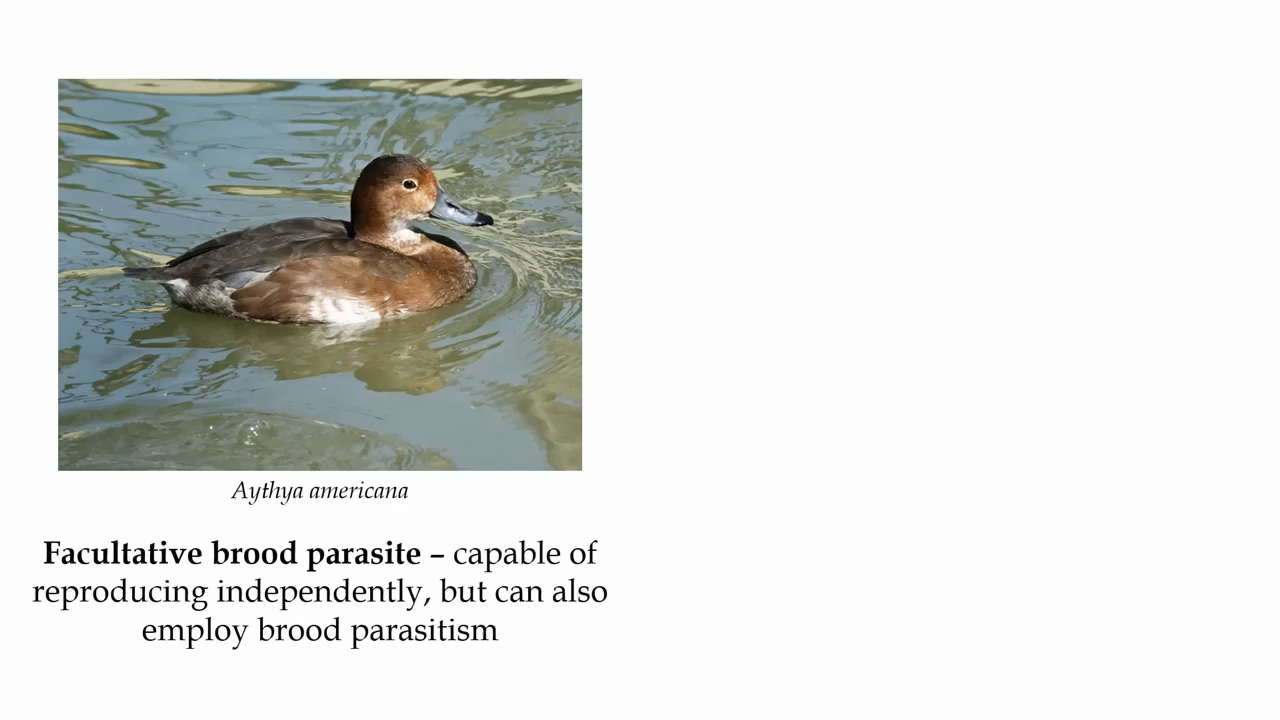 Aythya americana
Facultative brood parasite – capable of
reproducing independently, but can also
employ brood parasitism